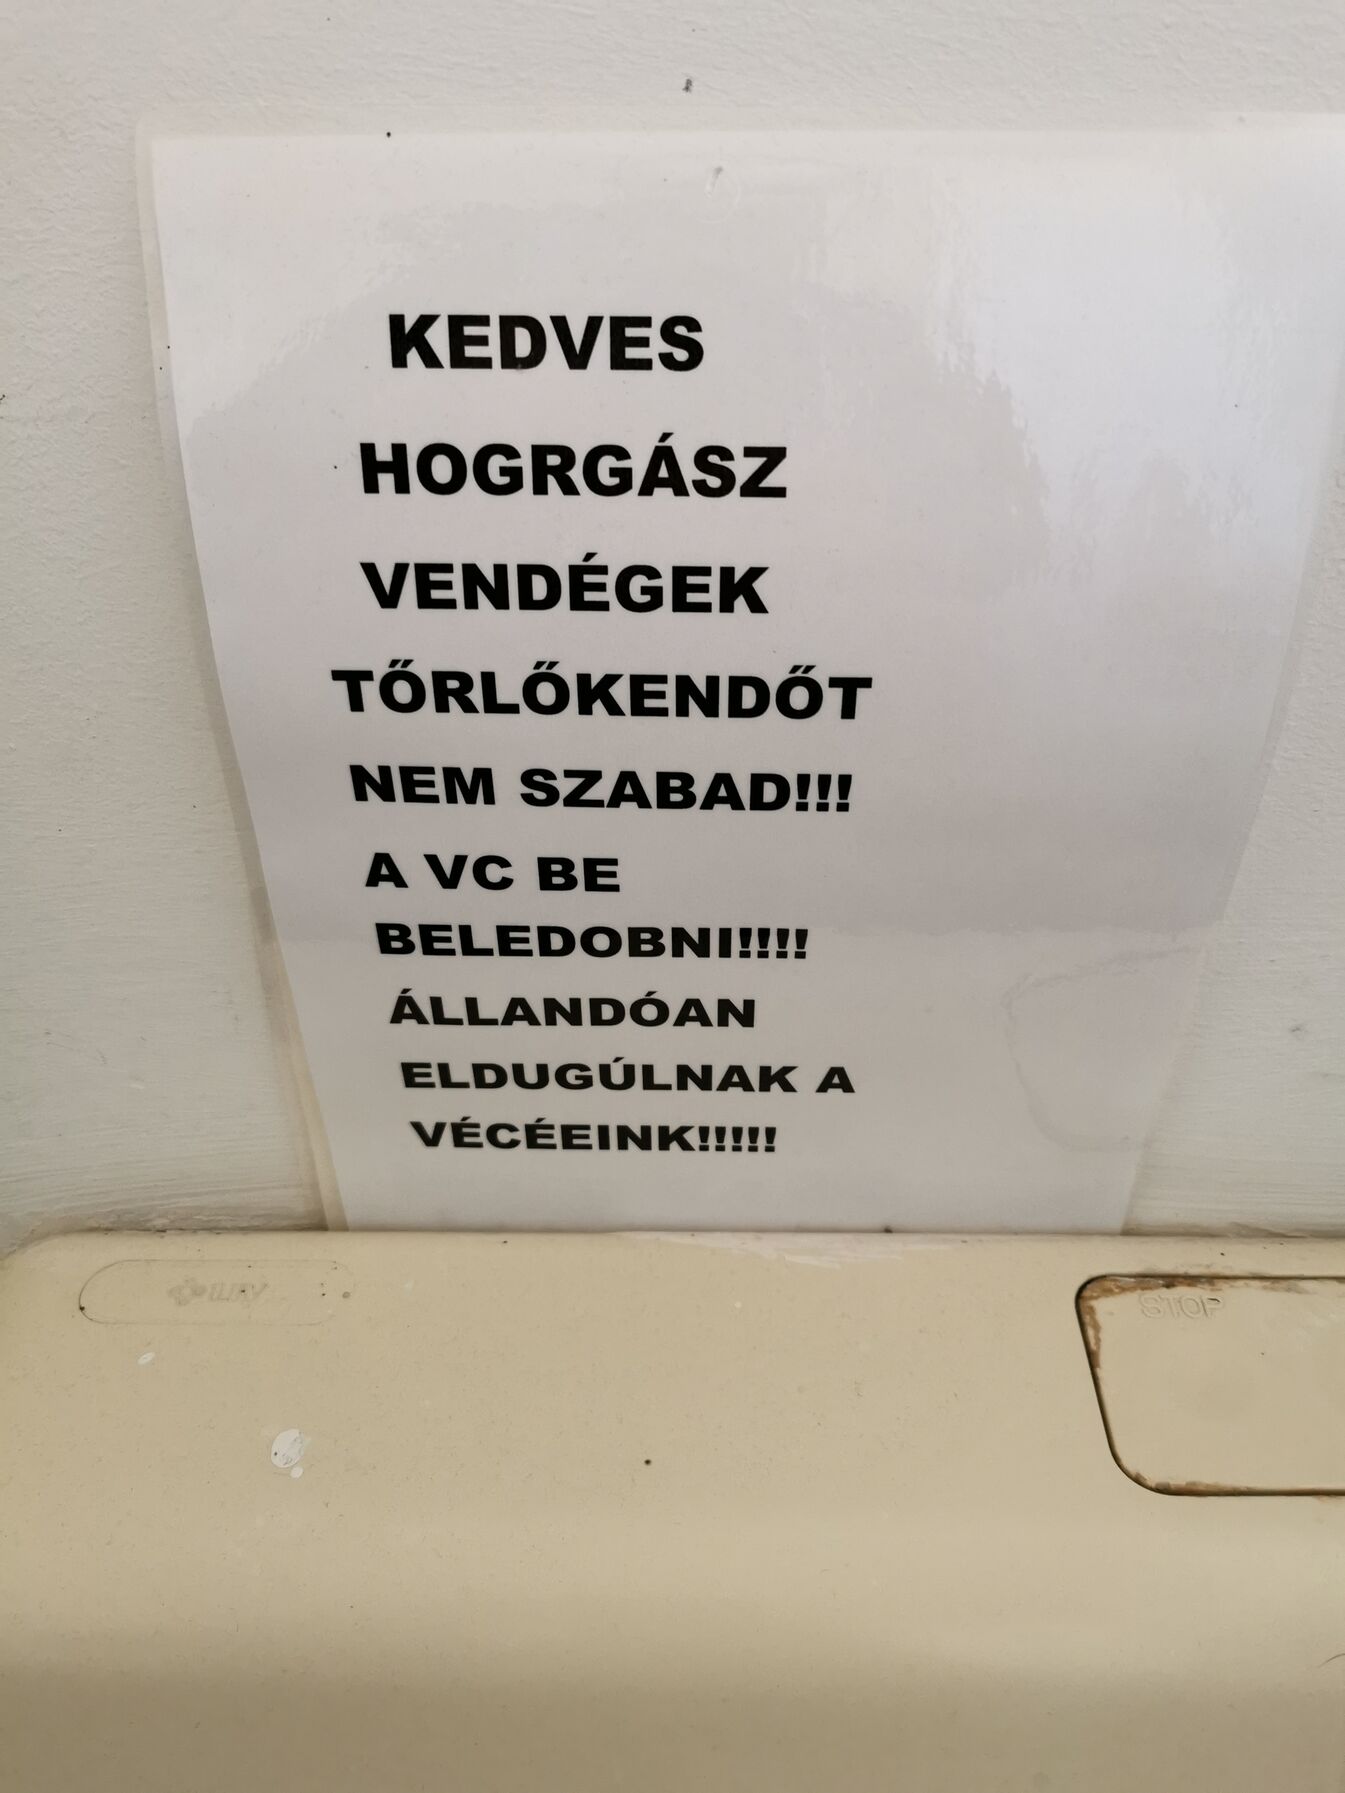 KEDVES
HOGRGÁSZ
VENDÉGEK
TŐRLŐKENDŐT
NEM SZABAD!!!
A VC BE
BELEDOBNI!!!!
ÁLLANDÓAN
ELDUGÚLNAK A
VÉCÉEINK!!!!!
STOP